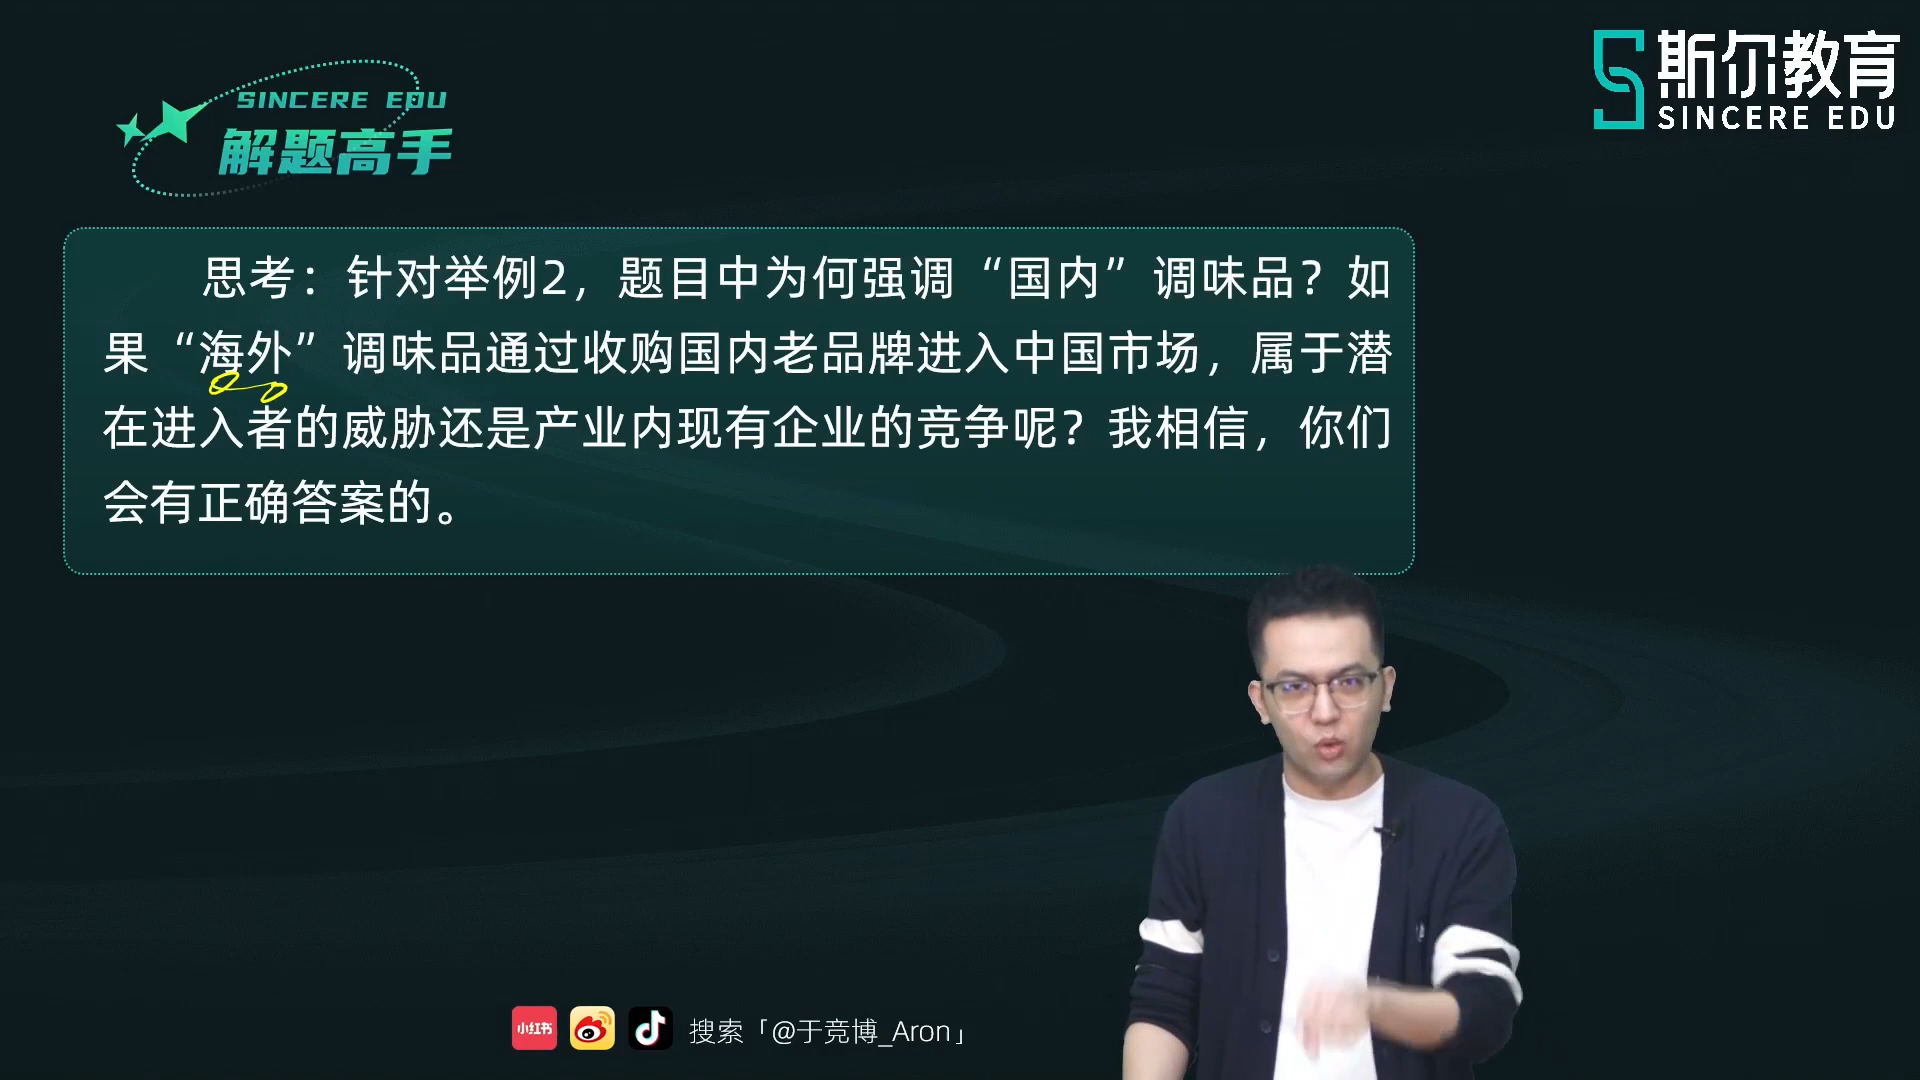 SINCERE EDU
解题高手
斯尔教育
SINCERE EDU
思考：针对举例2，题目中为何强调“国内”调味品？如
果“海外”调味品通过收购国内老品牌进入中国市场，属于潜
在进入者的威胁还是产业内现有企业的竞争呢？我相信，你们
会有正确答案的。
小红书
搜索「@于竞博_Aron」